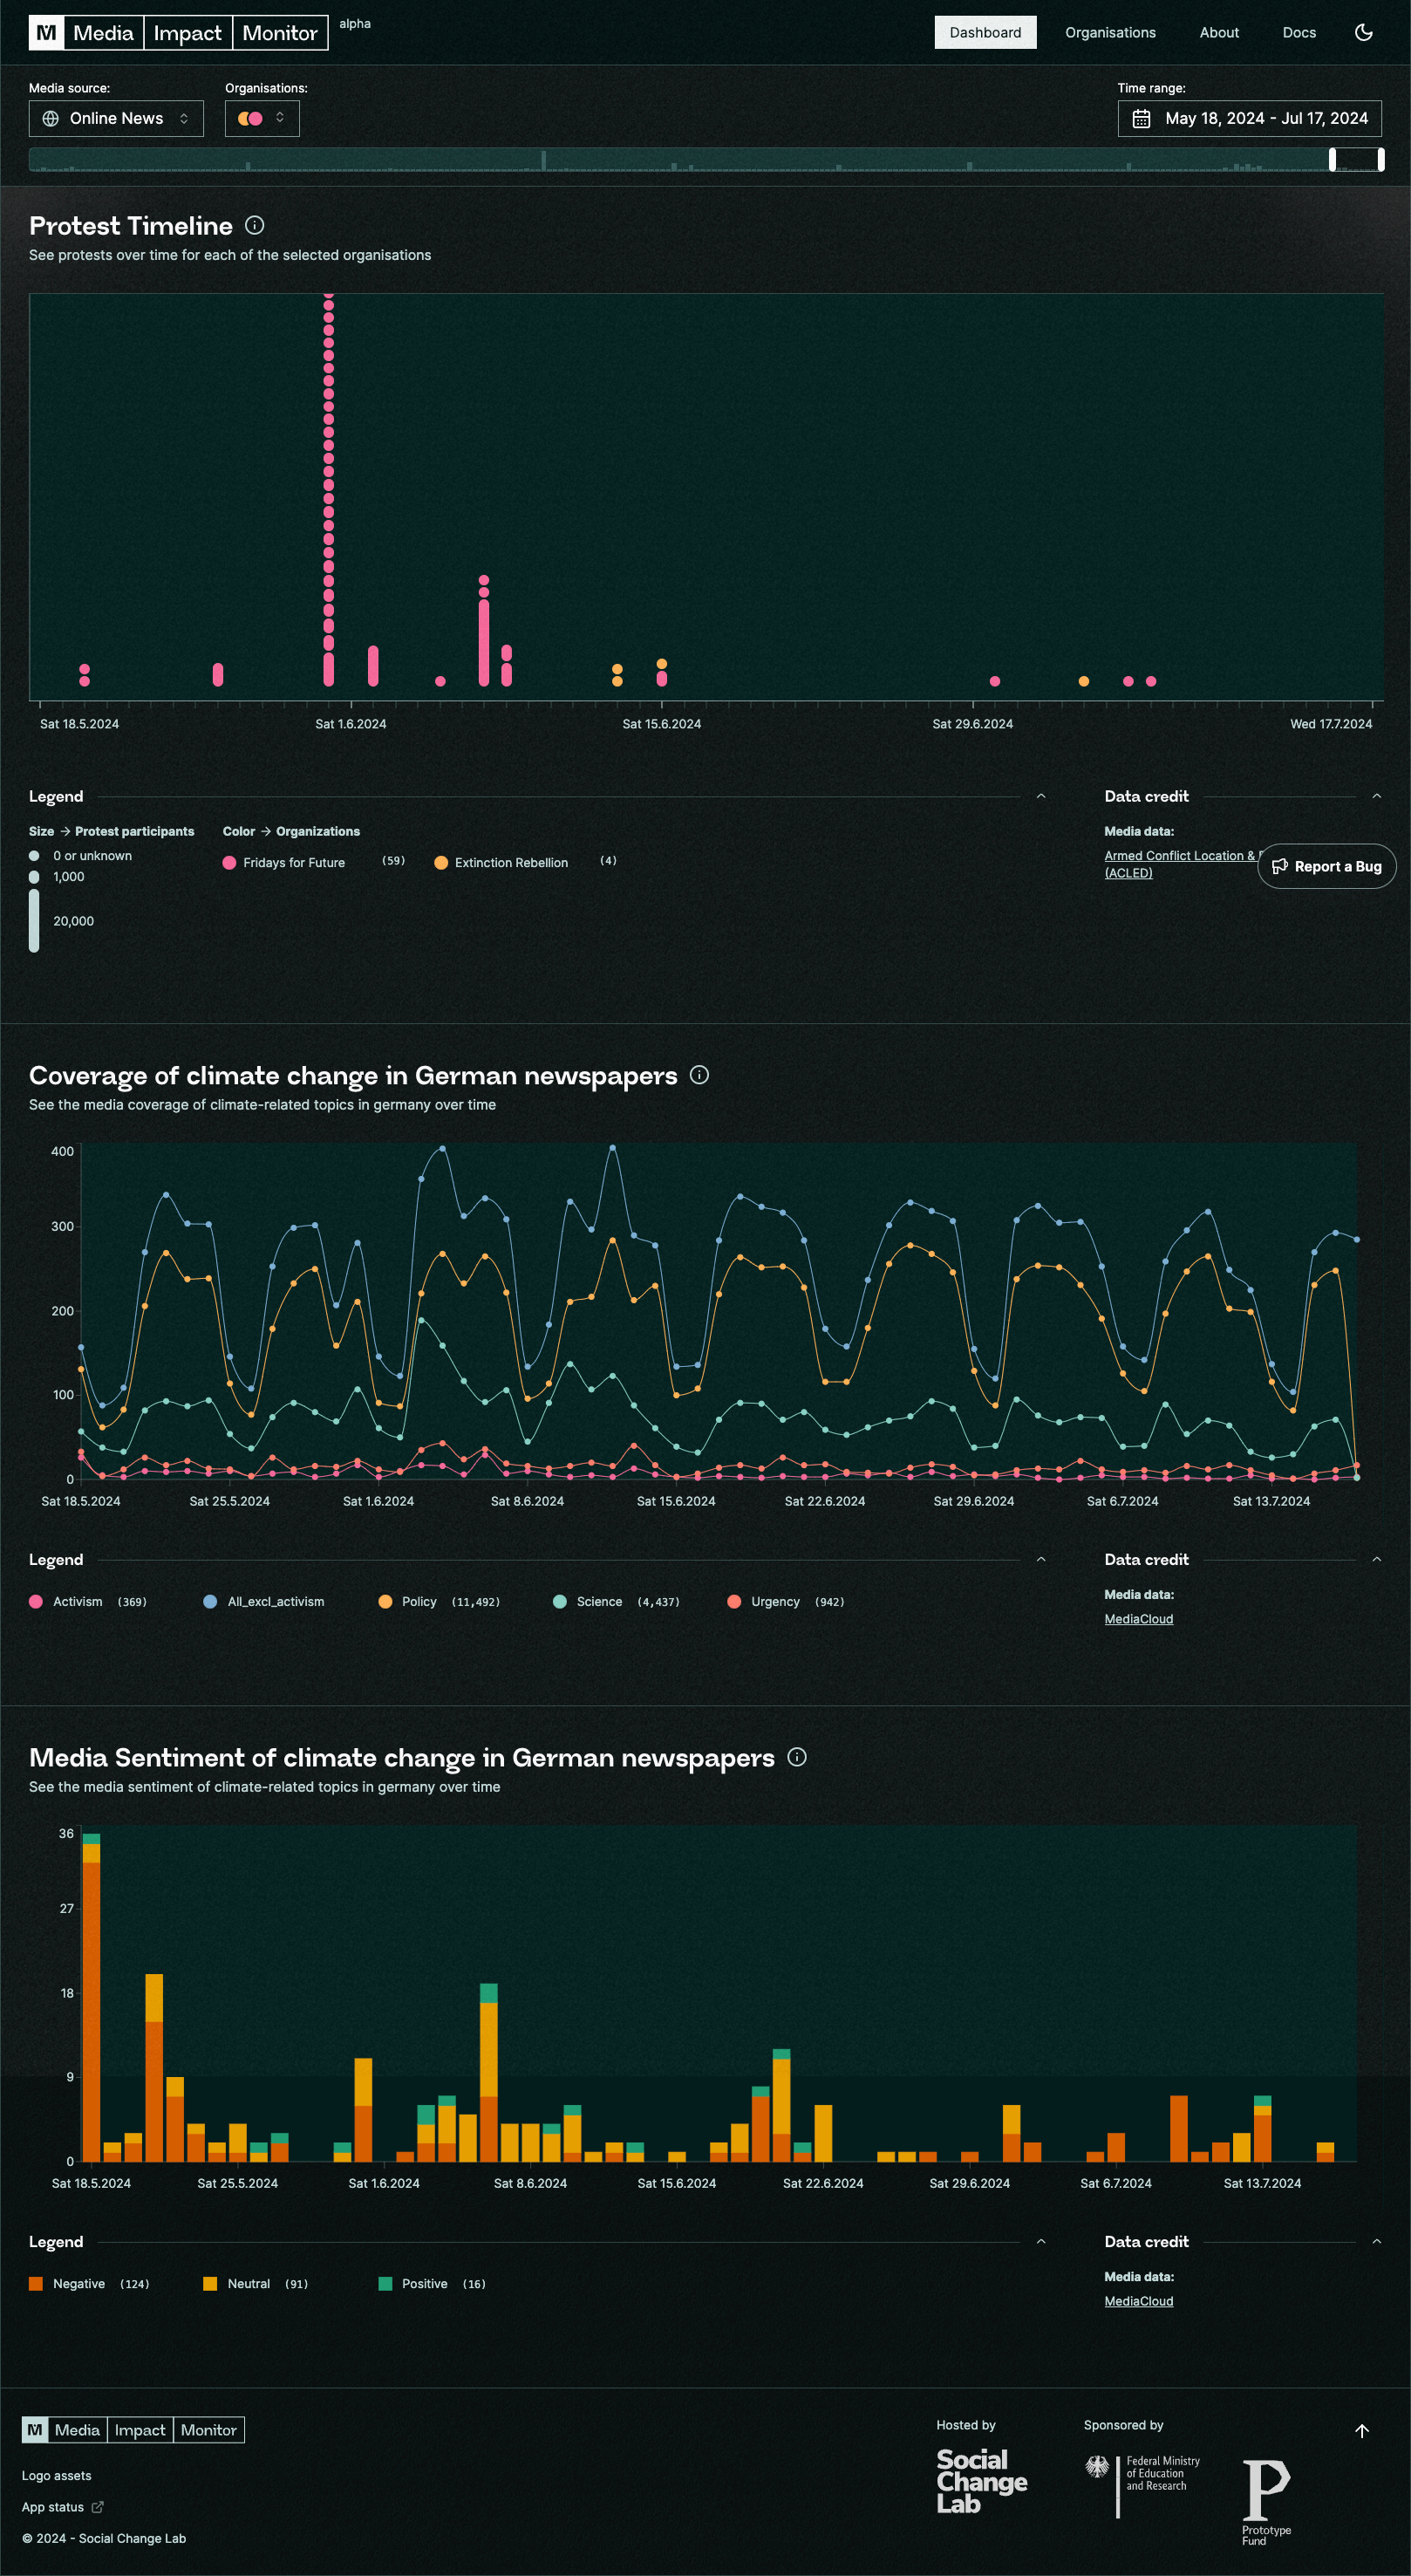 M Media Impact Monitor alpha
Dashboard Organisations About Docs
Media source: Organisations: Time range:
Online News May 18, 2024 - Jul 17, 2024
Protest Timeline
See protests over time for each of the selected organisations
Sat 18.5.2024 Sat 1.6.2024 Sat 15.6.2024 Sat 29.6.2024 Wed 17.7.2024
Legend
Size → Protest participants
0 or unknown
1,000
20,000
Color → Organizations
Fridays for Future (59) Extinction Rebellion (4)
Data credit
Media data:
Armed Conflict Location &
(ACLED)
Report a Bug
Coverage of climate change in German newspapers
See the media coverage of climate-related topics in germany over time
400
300
200
100
0
Sat 18.5.2024 Sat 25.5.2024 Sat 1.6.2024 Sat 8.6.2024 Sat 15.6.2024 Sat 22.6.2024 Sat 29.6.2024 Sat 6.7.2024 Sat 13.7.2024
Legend
Activism (369) All_excl_activism Policy (11,492) Science (4,437) Urgency (942)
Data credit
Media data:
MediaCloud
Media Sentiment of climate change in German newspapers
See the media sentiment of climate-related topics in germany over time
36
27
18
9
0
Sat 18.5.2024 Sat 25.5.2024 Sat 1.6.2024 Sat 8.6.2024 Sat 15.6.2024 Sat 22.6.2024 Sat 29.6.2024 Sat 6.7.2024 Sat 13.7.2024
Legend
Negative (124) Neutral (91) Positive (16)
Data credit
Media data:
MediaCloud
M Media Impact Monitor
Logo assets
App status
© 2024 - Social Change Lab
Hosted by
Social
Change
Lab
Sponsored by
Federal Ministry
of Education
and Research
P
Prototype
Fund